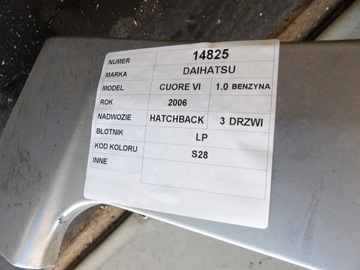 NUMER 14825
MARKA DAIHATSU
MODEL CUORE VI 1.0 BENZYNA
ROK 2006
NADWOZIE HATCHBACK 3 DRZWI
BŁOTNIK LP
KOD KOLORU S28
INNE